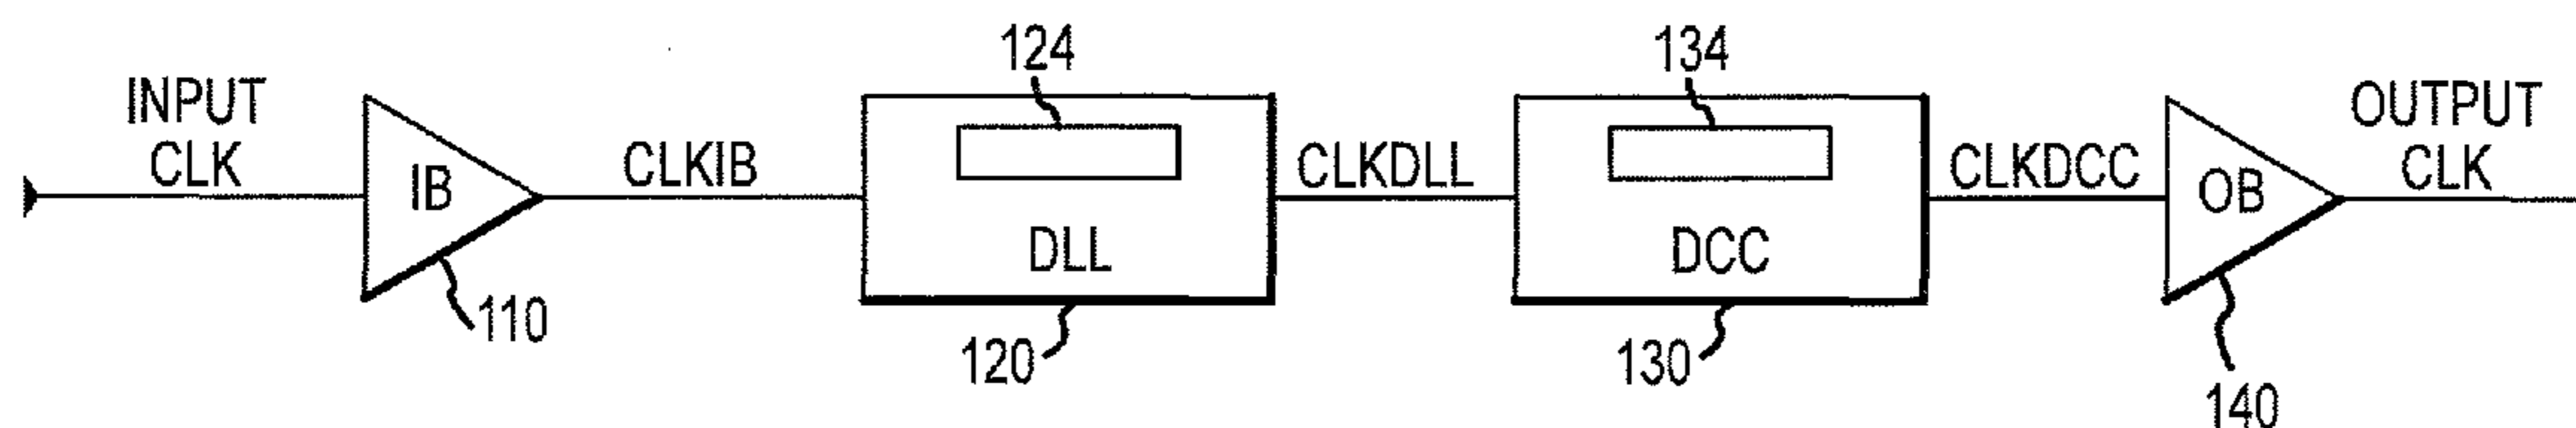 124
134
INPUT
CLK
IB
CLKIB
DLL
CLKDLL
DCC
CLKDCC
OB
OUTPUT
CLK
110
120
130
140